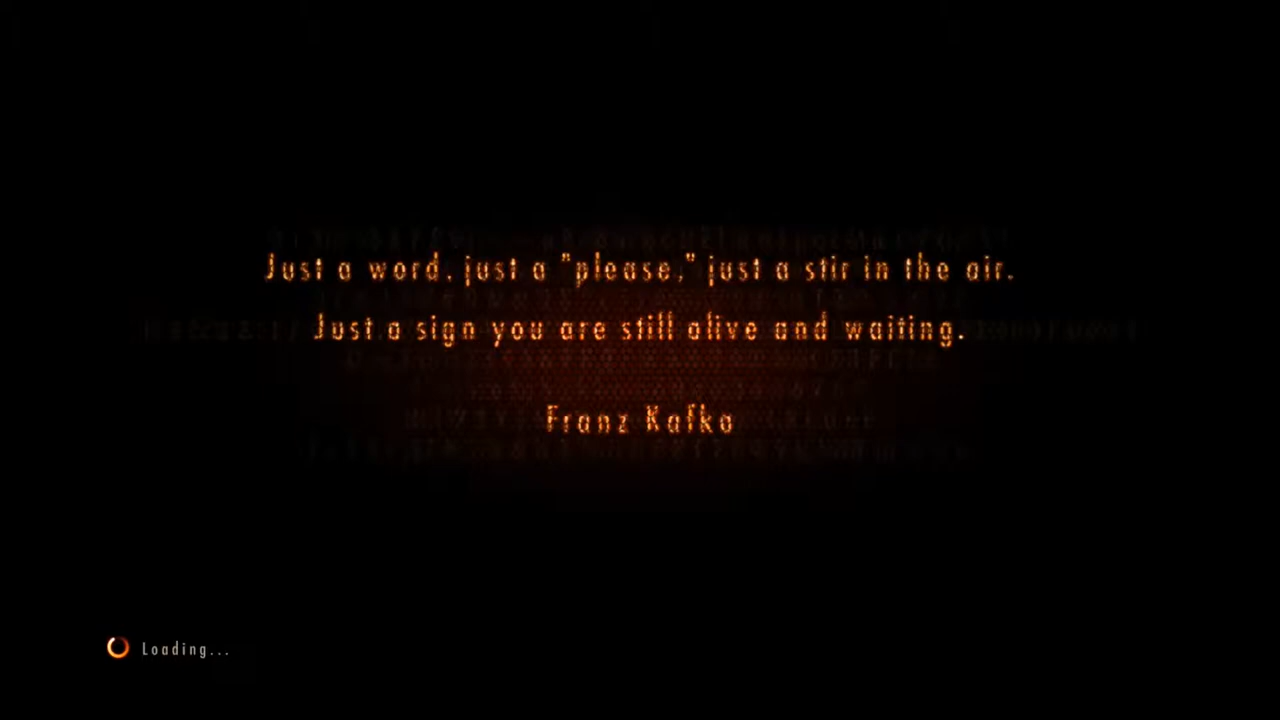 Just a word, just a "please," just a stir in the air.
Just a sign you are still alive and waiting.
Franz Kafka
Loading...